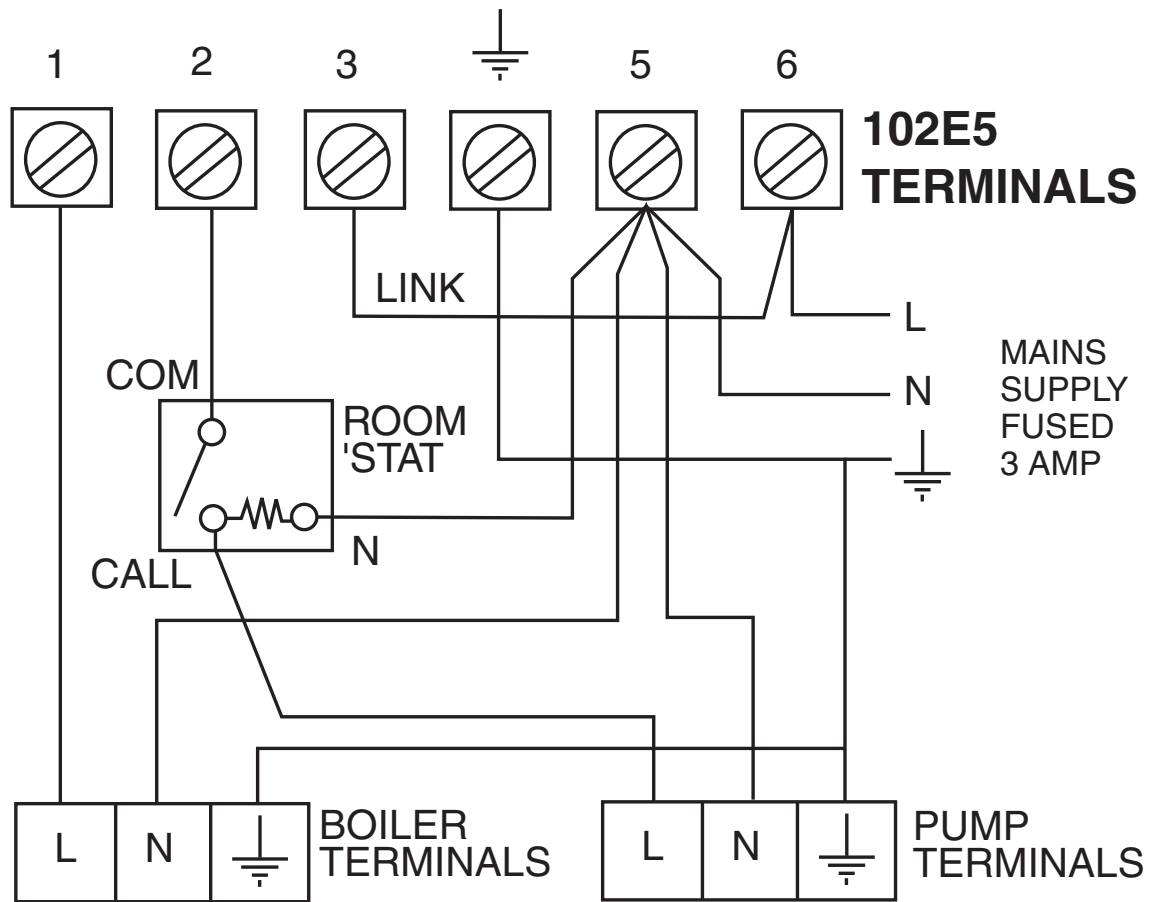 1 2 3 5 6
102E5
TERMINALS
LINK
L
COM
MAINS
N
SUPPLY
ROOM
FUSED
'STAT
3 AMP
N
CALL
L N
BOILER
TERMINALS
L N
PUMP
TERMINALS